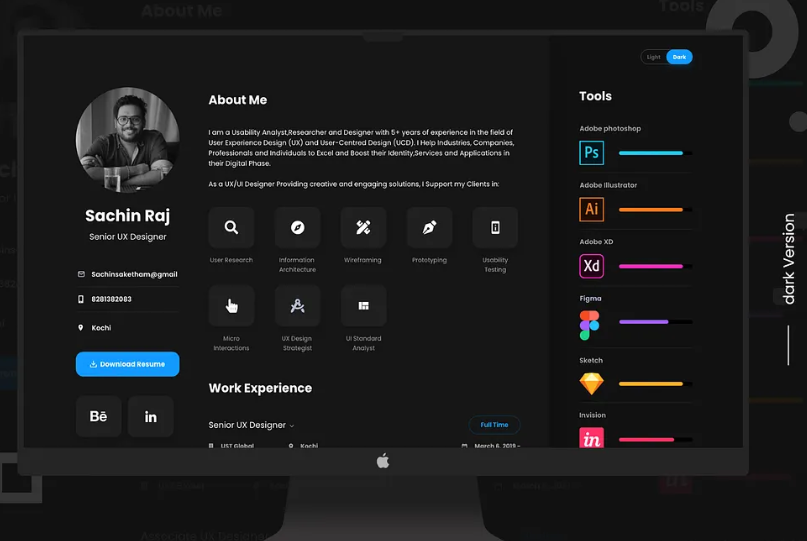 About Me
Tools
Light
Dark
About Me
I am a Usability Analyst,Researcher and Designer with 5+ years of experience in the field of
User Experience Design (UX) and User-Centred Design (UCD). I Help Industries, Companies,
Professionals and Individuals to Excel and Boost their Identity,Services and Applications in
their Digital Phase.
As a UX/UI Designer Providing creative and engaging solutions, I Support my Clients in:
Sachin Raj
Senior UX Designer
Sachinsaketham@gmail
8281382083
Kochi
Download Resume
Bē
in
User Research
Information
Architecture
Wireframing
Prototyping
Usability
Testing
Micro
Interactions
UX Design
Strategist
UI Standard
Analyst
Work Experience
Senior UX Designer
Full Time
UST Global
Kochi
March 6, 2019 -
Tools
Adobe photoshop
Ps
Adobe Illustrator
Ai
Adobe XD
Xd
Figma
Sketch
Invision
in
dark Version